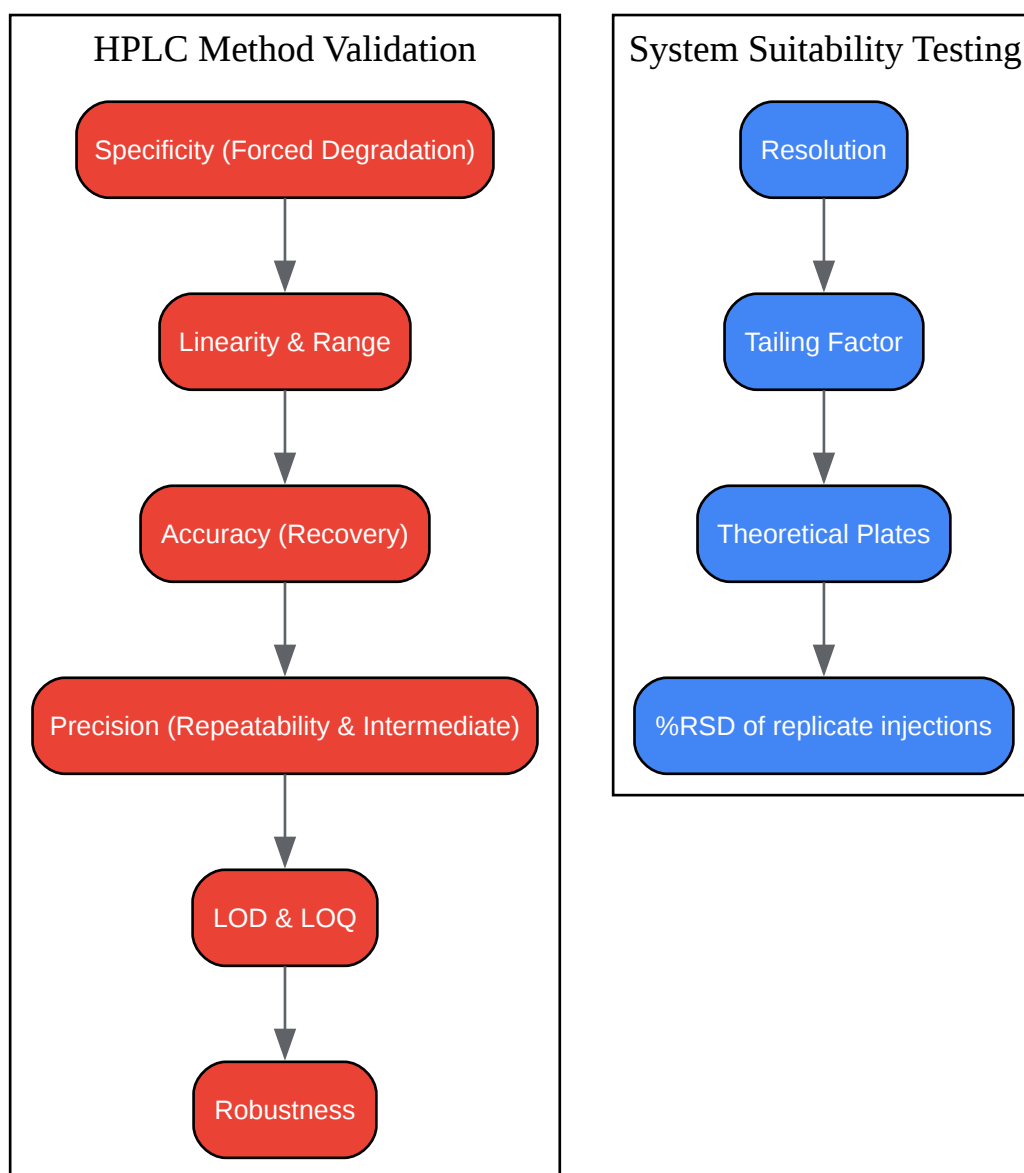 HPLC Method Validation
Specificity (Forced Degradation)
Linearity & Range
Accuracy (Recovery)
Precision (Repeatability & Intermediate)
LOD & LOQ
Robustness
System Suitability Testing
Resolution
Tailing Factor
Theoretical Plates
%RSD of replicate injections